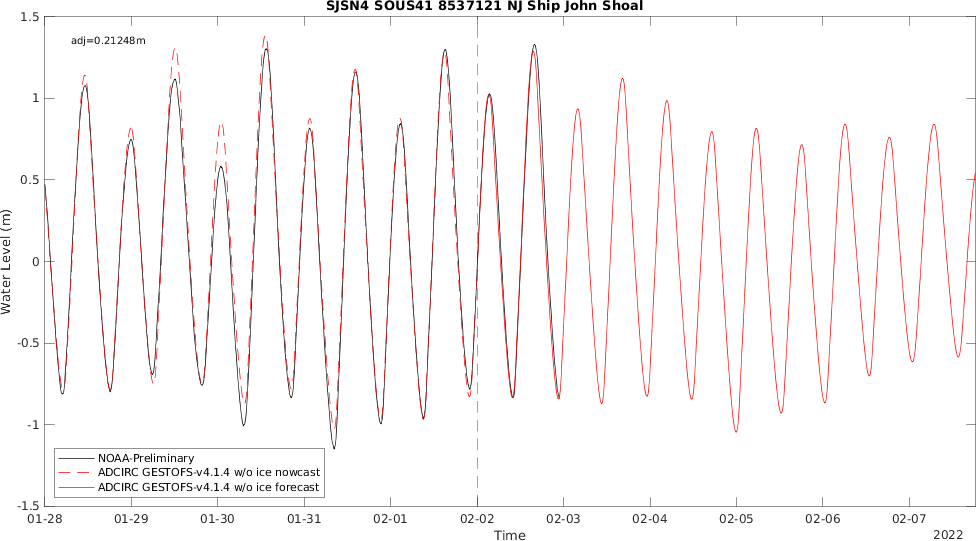 SJSN4 SOUS41 8537121 NJ Ship John Shoal
adj=0.21248m
1.5
1
0.5
0
-0.5
-1
-1.5
Water Level (m)
NOAA-Preliminary
ADCIRC GESTOFS-v4.1.4 w/o ice nowcast
ADCIRC GESTOFS-v4.1.4 w/o ice forecast
01-28 01-29 01-30 01-31 02-01 02-02 02-03 02-04 02-05 02-06 02-07
Time
2022